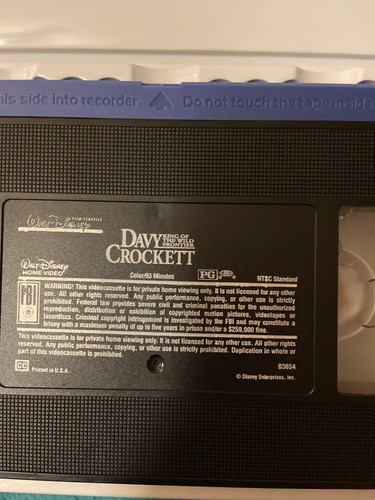 his side into recorder Do not touch the tape inside
FILM CLASSICS
WALT DISNEY
HOME VIDEO
DAVY KING OF THE WILD FRONTIER
CROCKETT
Color/93 Minutes PG NTSC Standard
FBI
WARNING! This videocassette is for private home viewing only. It is not licensed for any other
use. All other rights reserved. Any public performance, copying, or other use is strictly
prohibited. Federal law provides severe civil and criminal penalties for the unauthorized
reproduction, distribution or exhibition of copyrighted motion pictures, videotapes or
laserdiscs. Criminal copyright infringement is investigated by the FBI and may constitute a
felony with a maximum penalty of up to five years in prison and/or a $250,000 fine.
This videocassette is for private home viewing only. It is not licensed for any other use. All other rights
reserved. Any public performance, copying, or other use is strictly prohibited. Duplication in whole or
part of this videocassette is prohibited.
CC Printed in U.S.A. B3654
© Disney Enterprises, Inc.